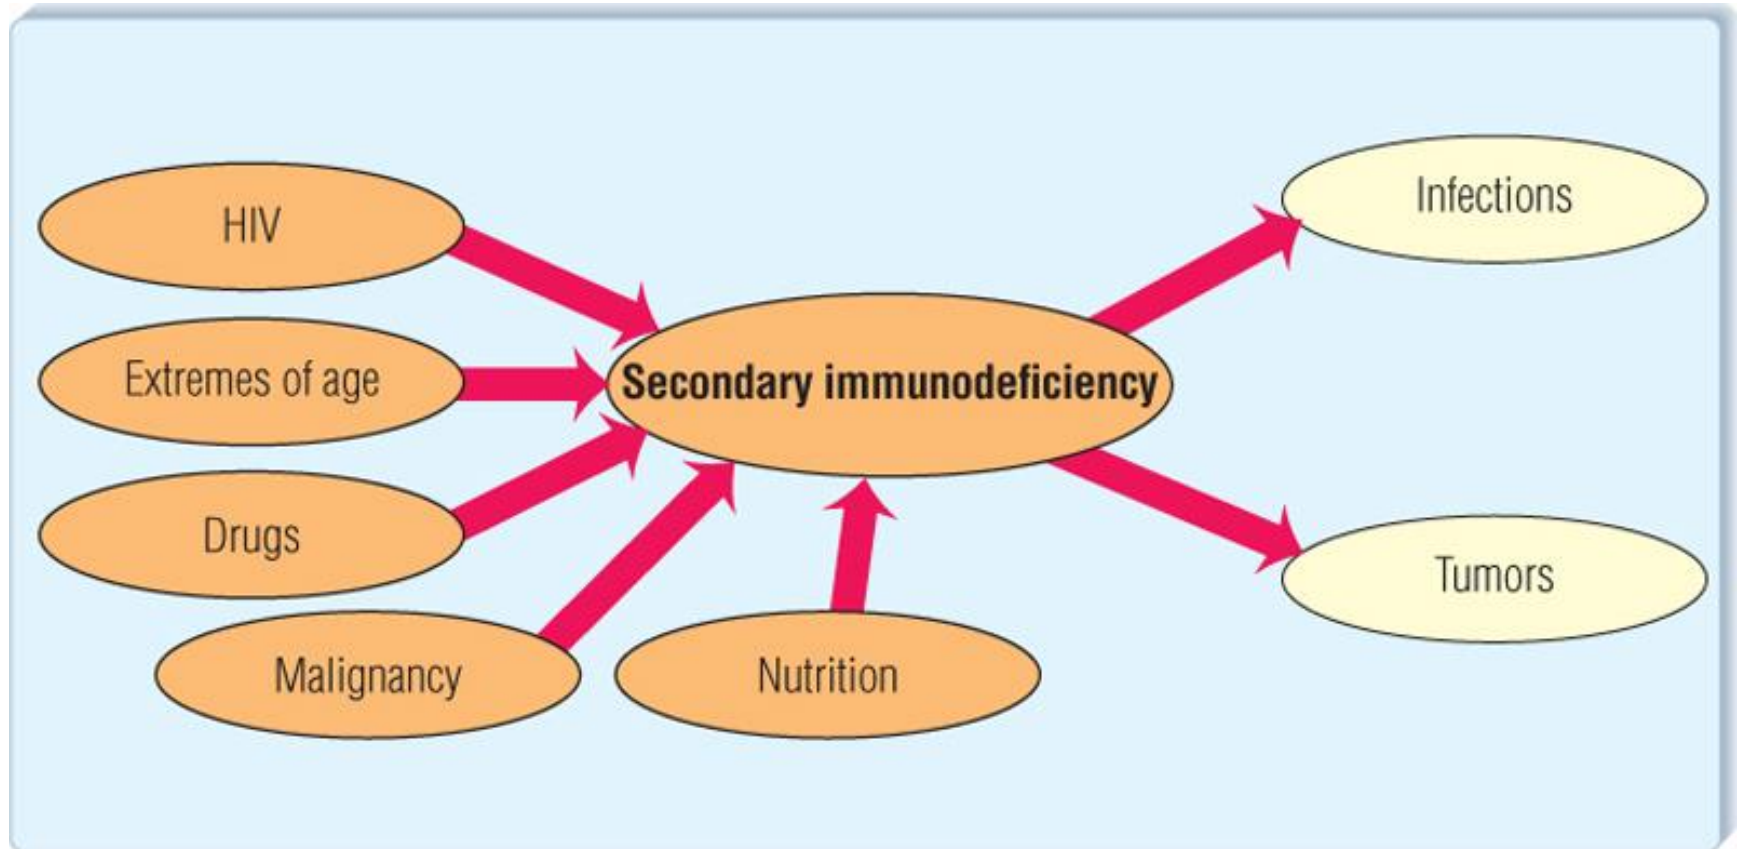 HIV
Extremes of age
Drugs
Malignancy
Nutrition
Secondary immunodeficiency
Infections
Tumors